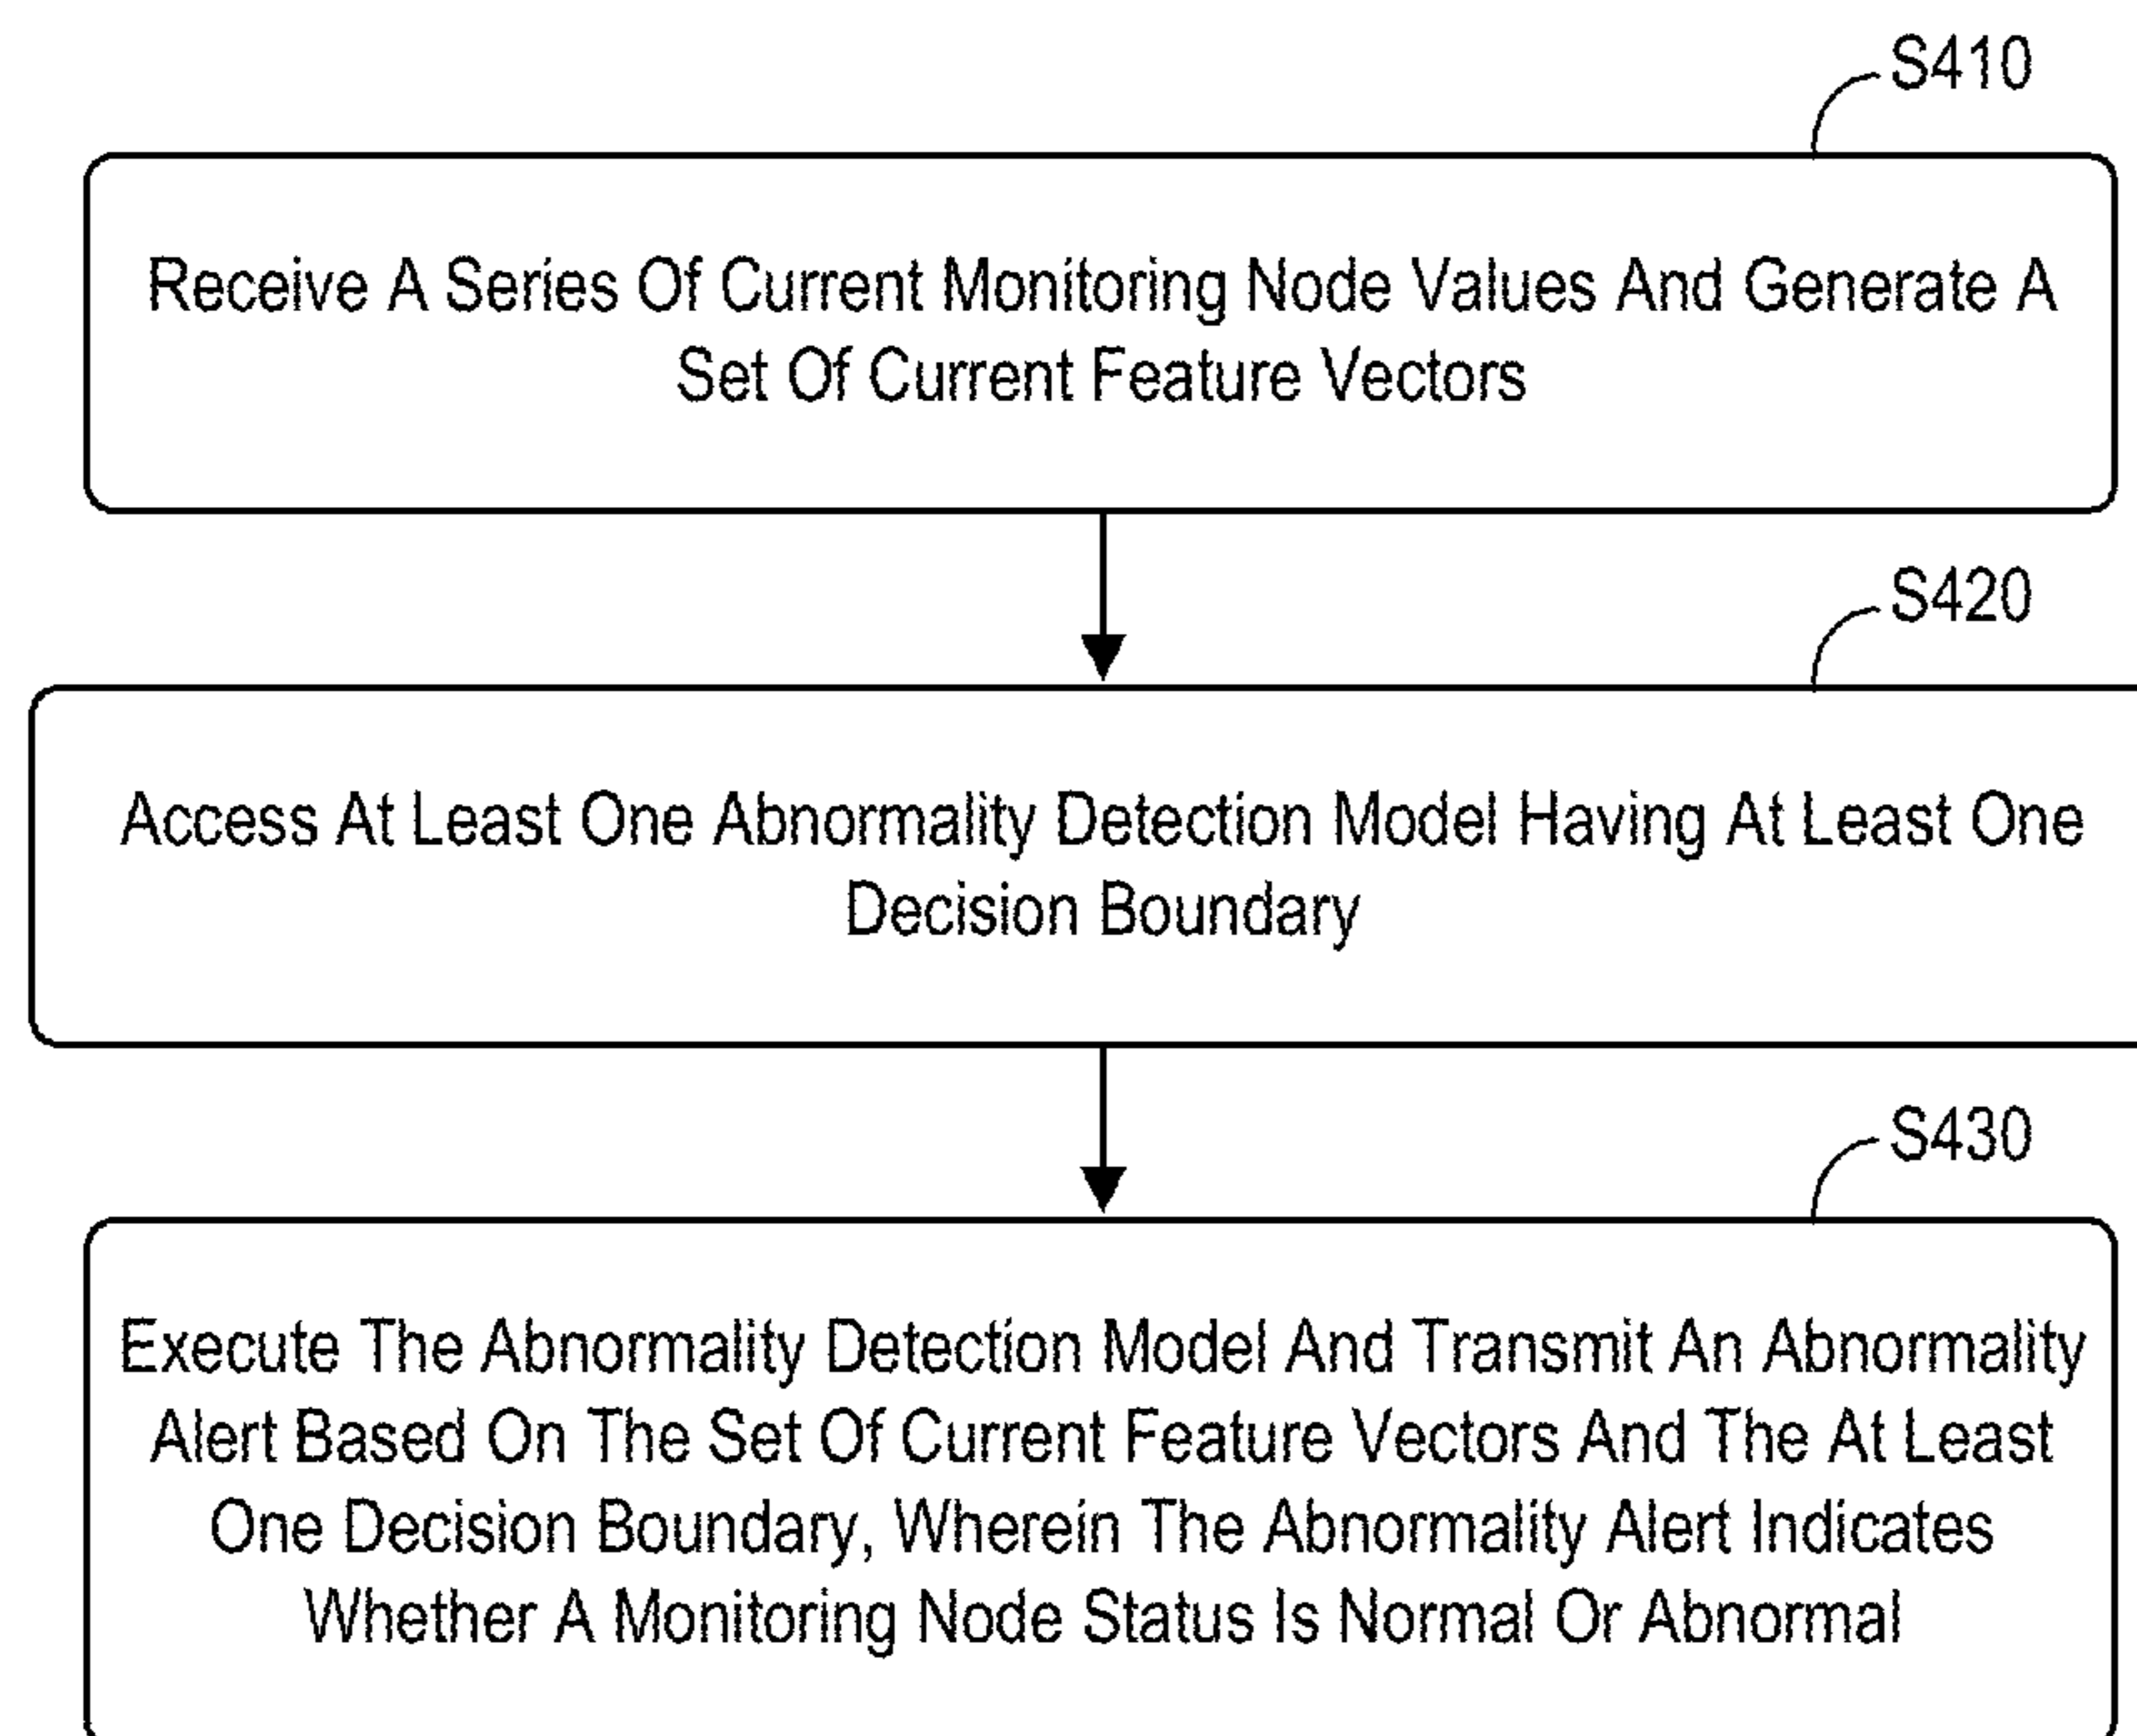 S410
Receive A Series Of Current Monitoring Node Values And Generate A
Set Of Current Feature Vectors
S420
Access At Least One Abnormality Detection Model Having At Least One
Decision Boundary
S430
Execute The Abnormality Detection Model And Transmit An Abnormality
Alert Based On The Set Of Current Feature Vectors And The At Least
One Decision Boundary, Wherein The Abnormality Alert Indicates
Whether A Monitoring Node Status Is Normal Or Abnormal